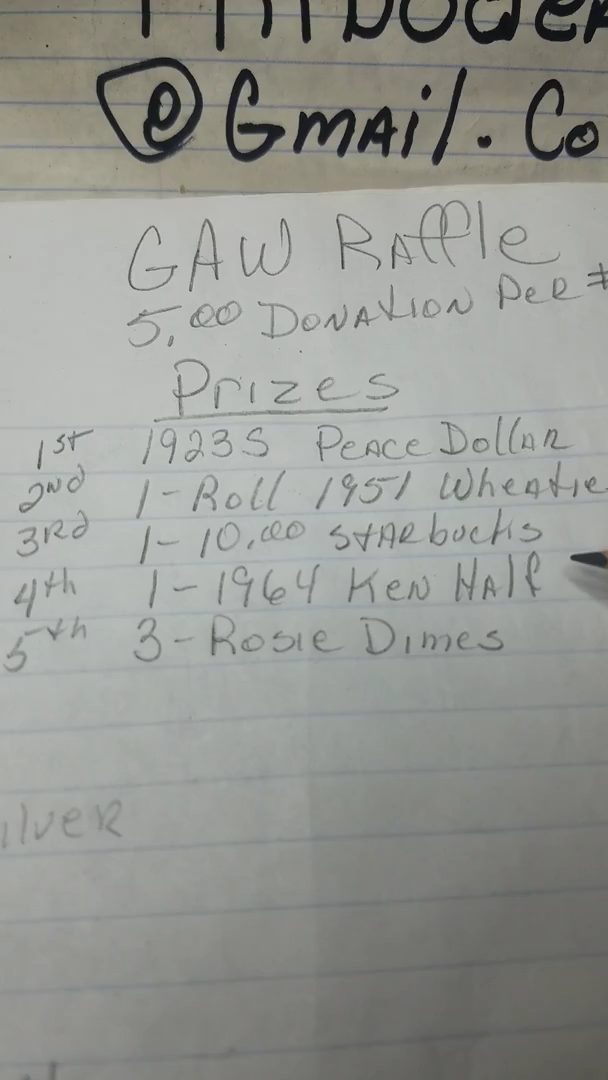 @Gmail.Co
GAW Raffle
5.00 Donation Per #
Prizes
1st 1923S Peace Dollar
2nd 1-Roll 1951 Wheatie
3rd 1-10.00 Starbucks
4th 1-1964 Ken Half
5th 3-Rosie Dimes
ilver